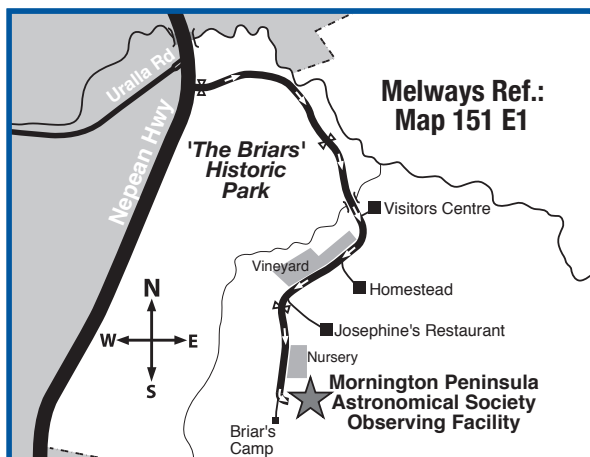 Uralla Rd
Nepean Hwy
Melways Ref.:
Map 151 E1
'The Briars'
Historic
Park
Visitors Centre
Vineyard
Homestead
N
W
E
S
Josephine's Restaurant
Nursery
Mornington Peninsula
Astronomical Society
Observing Facility
Briar's
Camp